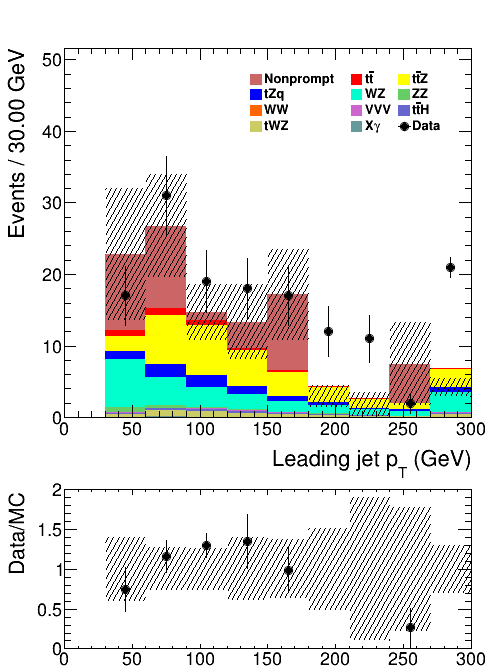 Events / 30.00 GeV
50
40
30
20
10
0
Nonprompt tt̄ tt̄Z
tZq WZ ZZ
WW VVV tt̄H
tWZ Xγ Data
0 50 100 150 200 250 300
Leading jet p_T (GeV)
Data/MC
2
1.5
1
0.5
0
0 50 100 150 200 250 300